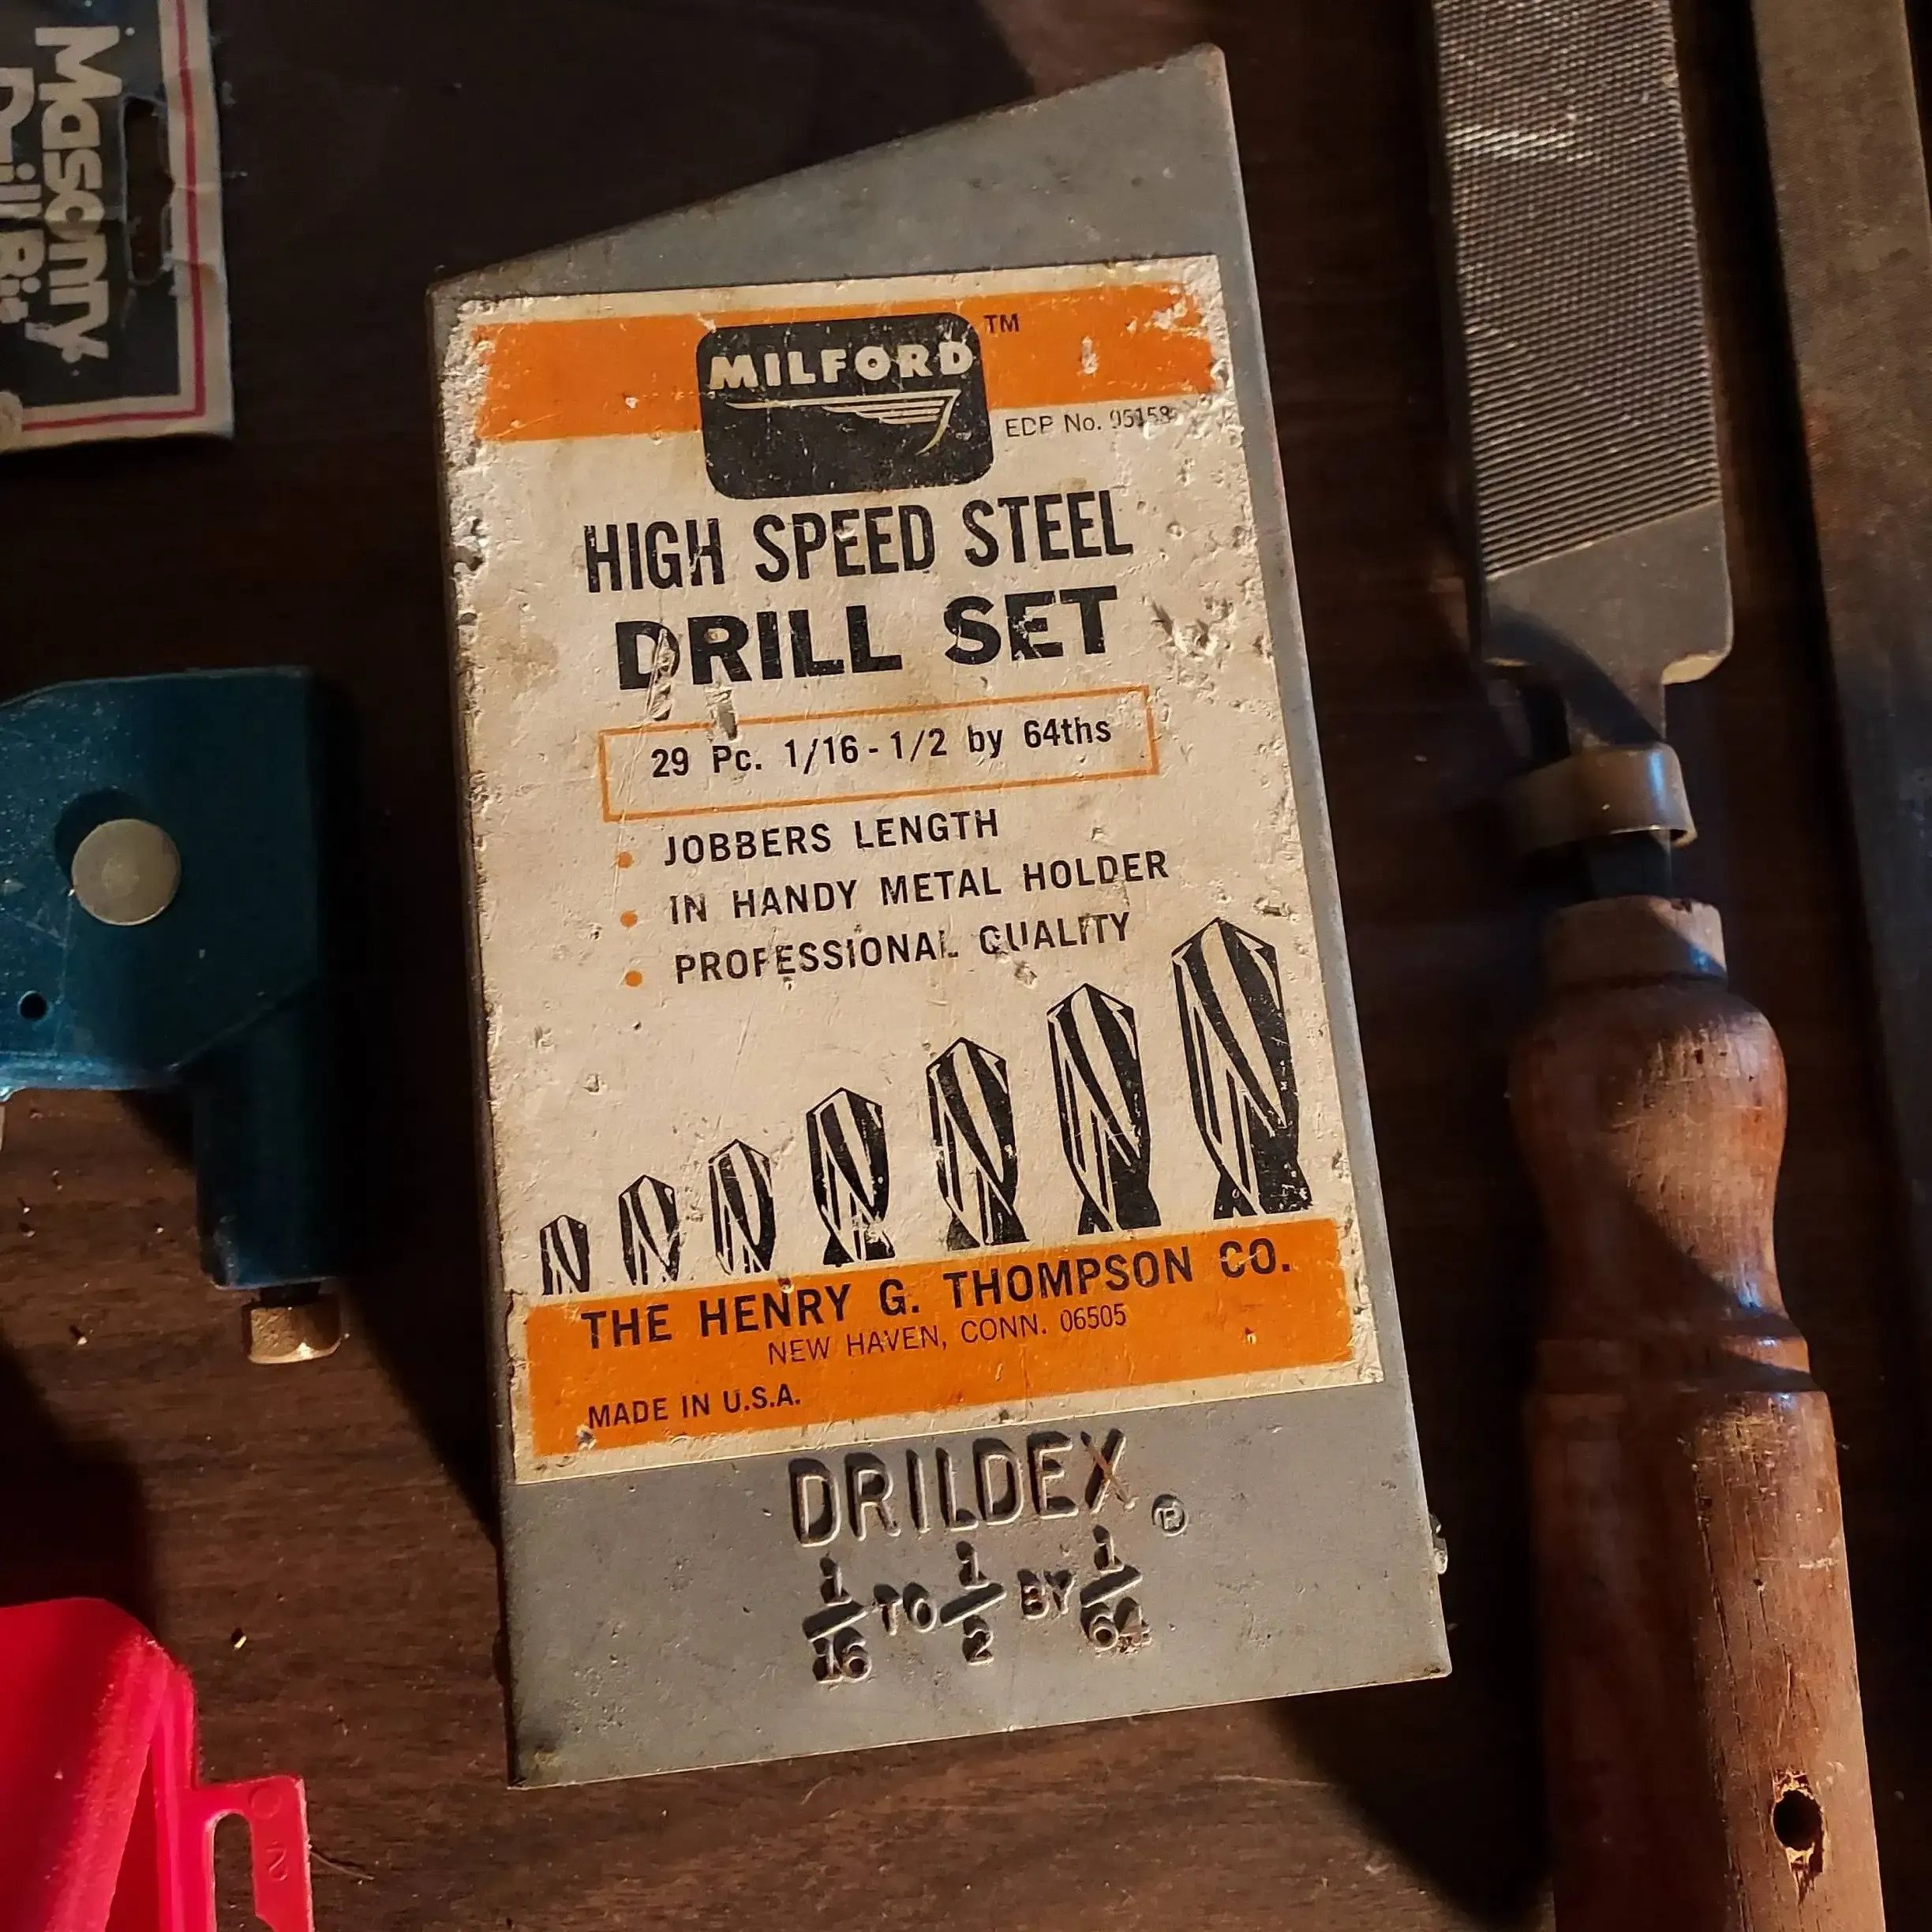 Masonry
Drill Bit
MILFORD
TM
EDP No. 05158
HIGH SPEED STEEL
DRILL SET
29 Pc. 1/16 - 1/2 by 64ths
• JOBBERS LENGTH
• IN HANDY METAL HOLDER
• PROFESSIONAL QUALITY
THE HENRY G. THOMPSON CO.
NEW HAVEN, CONN. 06505
MADE IN U.S.A.
DRILDEX ®
1/16 TO 1/2 BY 1/64